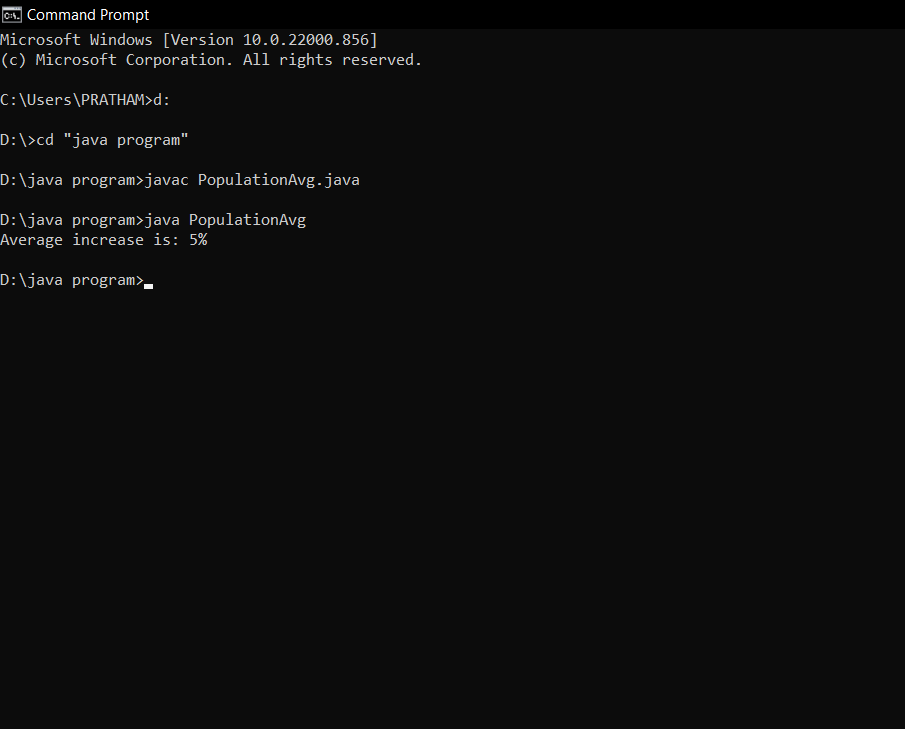 Command Prompt
Microsoft Windows [Version 10.0.22000.856]
(c) Microsoft Corporation. All rights reserved.
C:\Users\PRATHAM>d:
D:\>cd "java program"
D:\java program>javac PopulationAvg.java
D:\java program>java PopulationAvg
Average increase is: 5%
D:\java program>